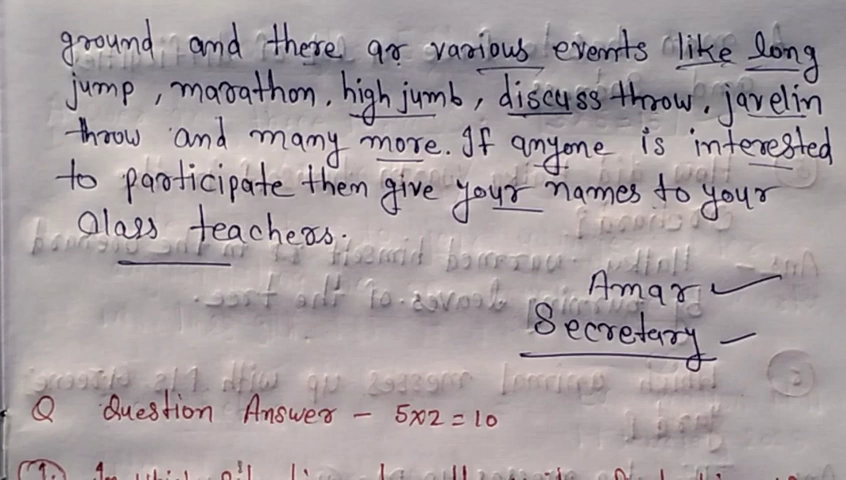 ground and there ar various events like long
jump, marathon, high jumb, discuss throw, javelin
throw and many more. If anyone is interested
to participate then give your names to your
Class teachers.
Amar
Secretary
Q Question Answer - 5x2=10